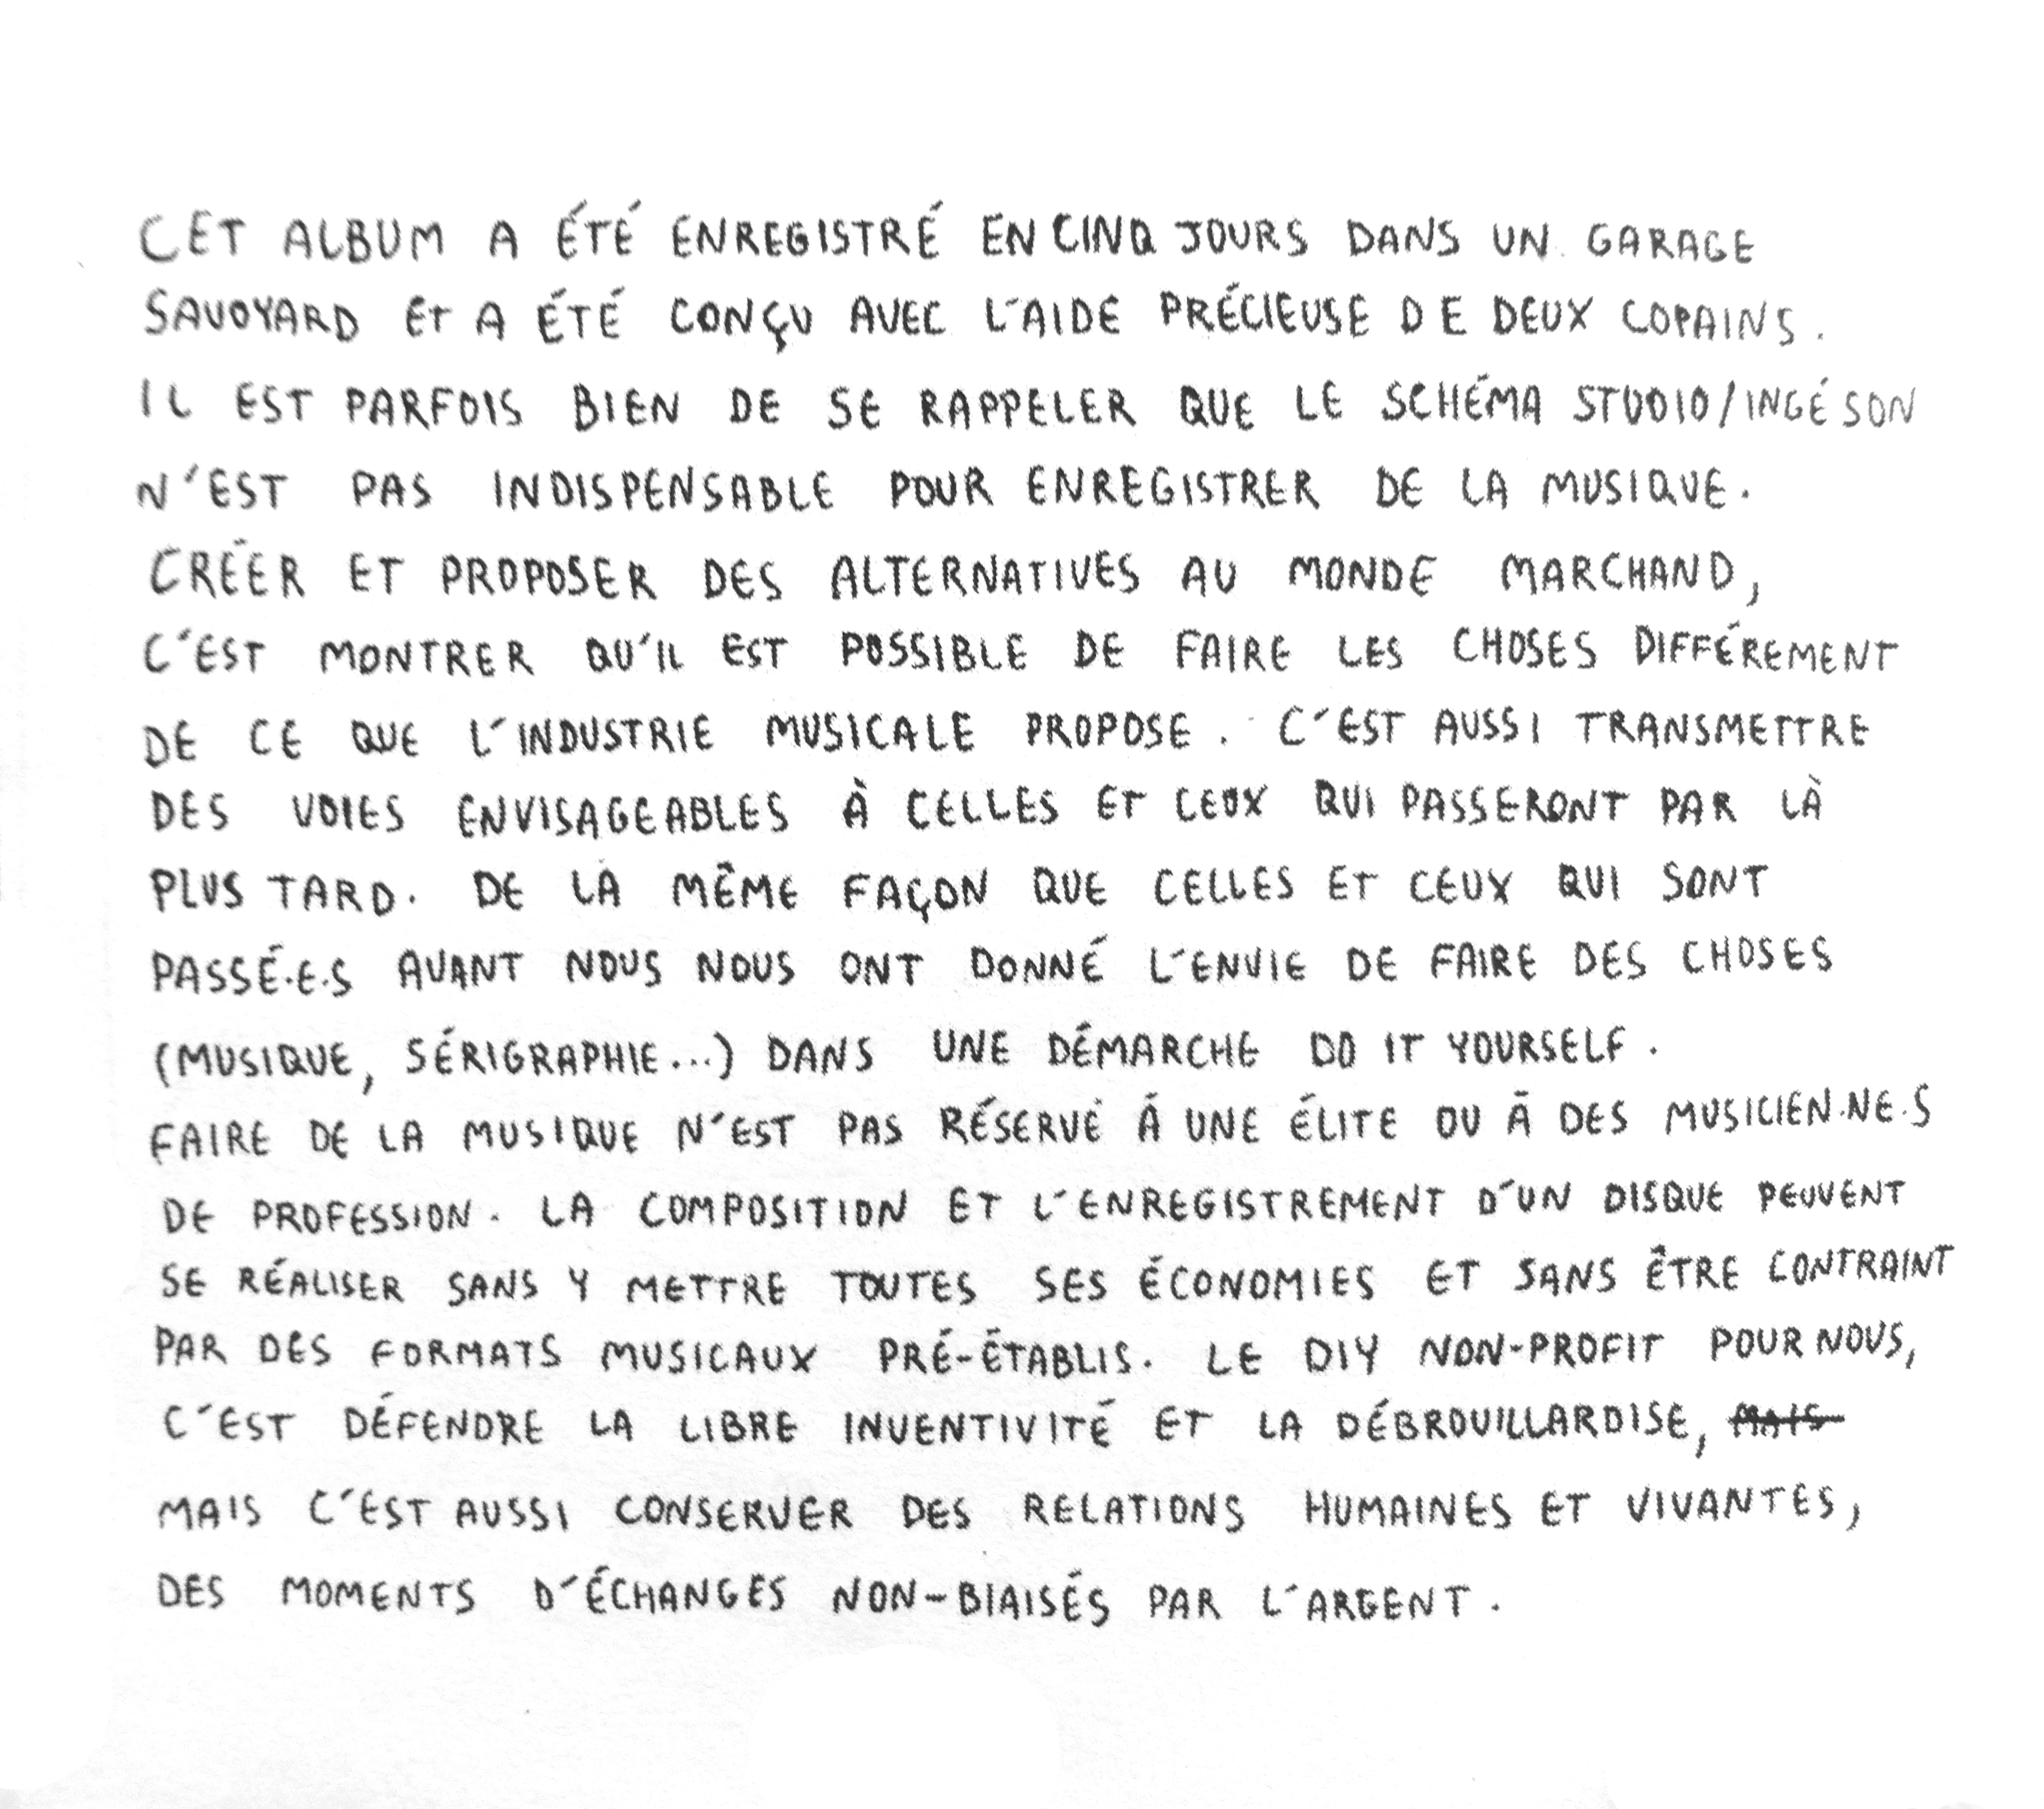 CET ALBUM A ÉTÉ ENREGISTRÉ EN CINQ JOURS DANS UN GARAGE
SAVOYARD ET A ÉTÉ CONÇU AVEC L'AIDE PRÉCIEUSE DE DEUX COPAINS.
IL EST PARFOIS BIEN DE SE RAPPELER QUE LE SCHÉMA STUDIO/INGÉ SON
N'EST PAS INDISPENSABLE POUR ENREGISTRER DE LA MUSIQUE.
CRÉER ET PROPOSER DES ALTERNATIVES AU MONDE MARCHAND,
C'EST MONTRER QU'IL EST POSSIBLE DE FAIRE LES CHOSES DIFFÉREMENT
DE CE QUE L'INDUSTRIE MUSICALE PROPOSE. C'EST AUSSI TRANSMETTRE
DES VOIES ENVISAGEABLES À CELLES ET CEUX QUI PASSERONT PAR LÀ
PLUS TARD. DE LA MÊME FAÇON QUE CELLES ET CEUX QUI SONT
PASSÉ.E.S AVANT NOUS NOUS ONT DONNÉ L'ENVIE DE FAIRE DES CHOSES
(MUSIQUE, SÉRIGRAPHIE...) DANS UNE DÉMARCHE DO IT YOURSELF.
FAIRE DE LA MUSIQUE N'EST PAS RÉSERVÉ À UNE ÉLITE OU À DES MUSICIEN.NE.S
DE PROFESSION. LA COMPOSITION ET L'ENREGISTREMENT D'UN DISQUE PEUVENT
SE RÉALISER SANS Y METTRE TOUTES SES ÉCONOMIES ET SANS ÊTRE CONTRAINT
PAR DES FORMATS MUSICAUX PRÉ-ÉTABLIS. LE DIY NON-PROFIT POUR NOUS,
C'EST DÉFENDRE LA LIBRE INVENTIVITÉ ET LA DÉBROUILLARDISE, MAIS
MAIS C'EST AUSSI CONSERVER DES RELATIONS HUMAINES ET VIVANTES,
DES MOMENTS D'ÉCHANGES NON-BIAISÉS PAR L'ARGENT.